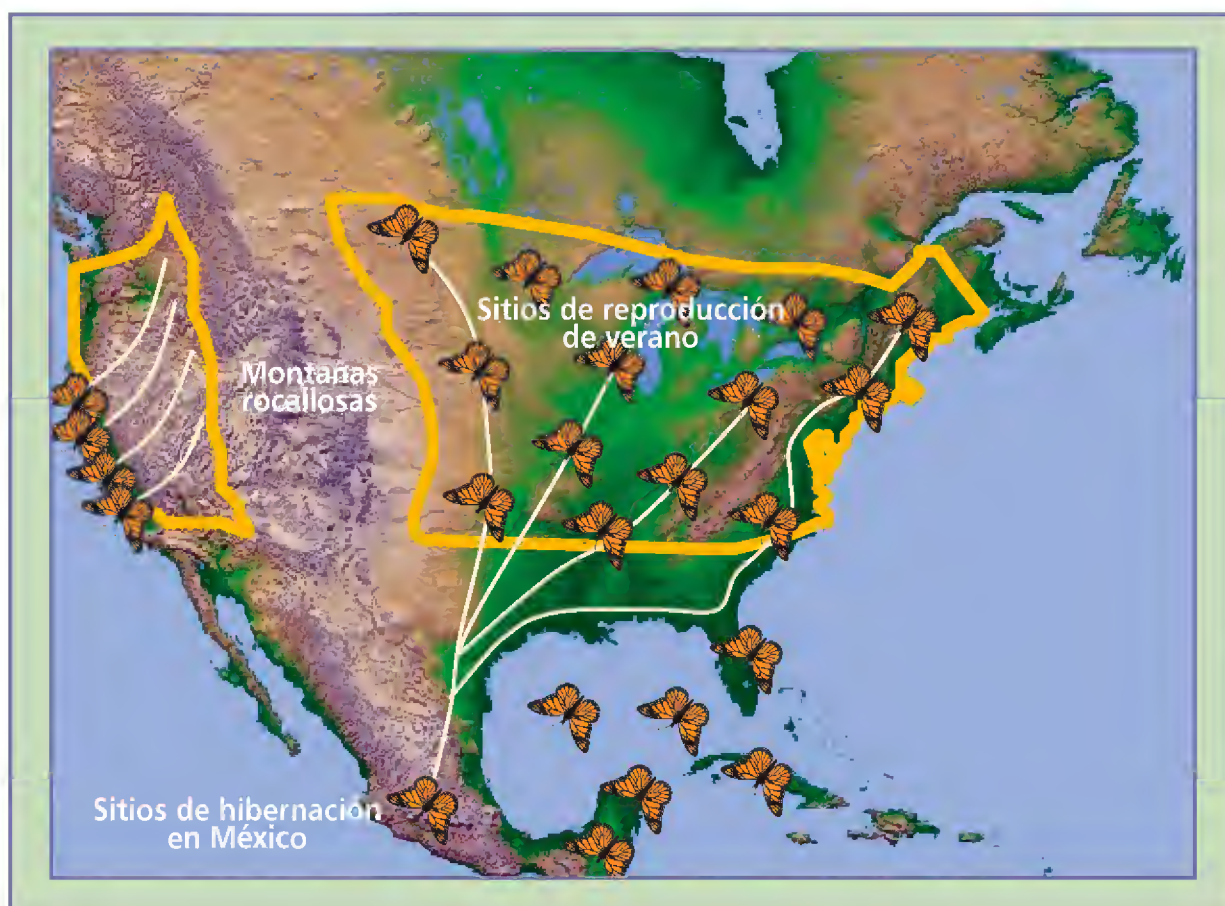 Sitios de reproducción
de verano
Montañas
rocallosas
Sitios de hibernación
en México